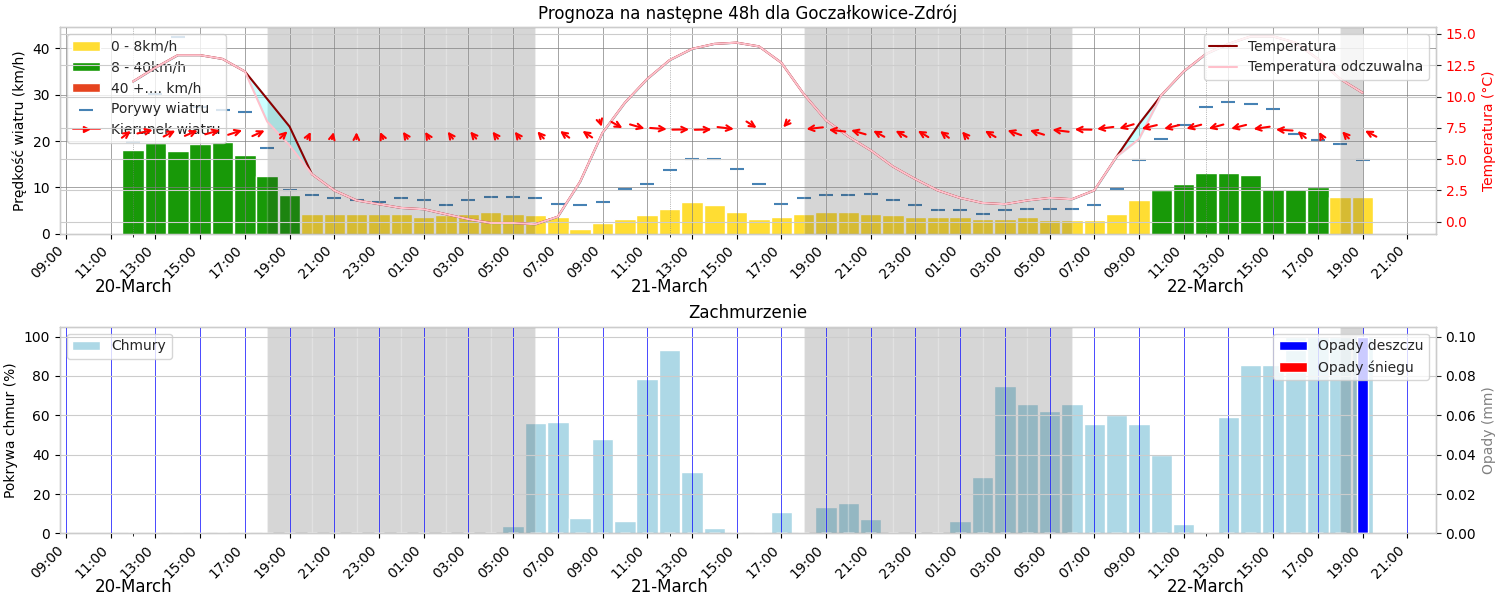 Prognoza na następne 48h dla Goczałkowice-Zdrój
Prędkość wiatru (km/h)
40
30
20
10
0
0 - 8km/h
8 - 40km/h
40 +.... km/h
Porywy wiatru
Kierunek wiatru
Temperatura
Temperatura odczuwalna
15.0
12.5
10.0
7.5
5.0
2.5
0.0
Temperatura (°C)
09:00 11:00 13:00 15:00 17:00 19:00 21:00 23:00 01:00 03:00 05:00 07:00 09:00 11:00 13:00 15:00 17:00 19:00 21:00 23:00 01:00 03:00 05:00 07:00 09:00 11:00 13:00 15:00 17:00 19:00 21:00
20-March 21-March 22-March
Zachmurzenie
Pokrywa chmur (%)
100
80
60
40
20
0
Chmury
Opady deszczu
Opady śniegu
0.10
0.08
0.06
0.04
0.02
0.00
Opady (mm)
09:00 11:00 13:00 15:00 17:00 19:00 21:00 23:00 01:00 03:00 05:00 07:00 09:00 11:00 13:00 15:00 17:00 19:00 21:00 23:00 01:00 03:00 05:00 07:00 09:00 11:00 13:00 15:00 17:00 19:00 21:00
20-March 21-March 22-March